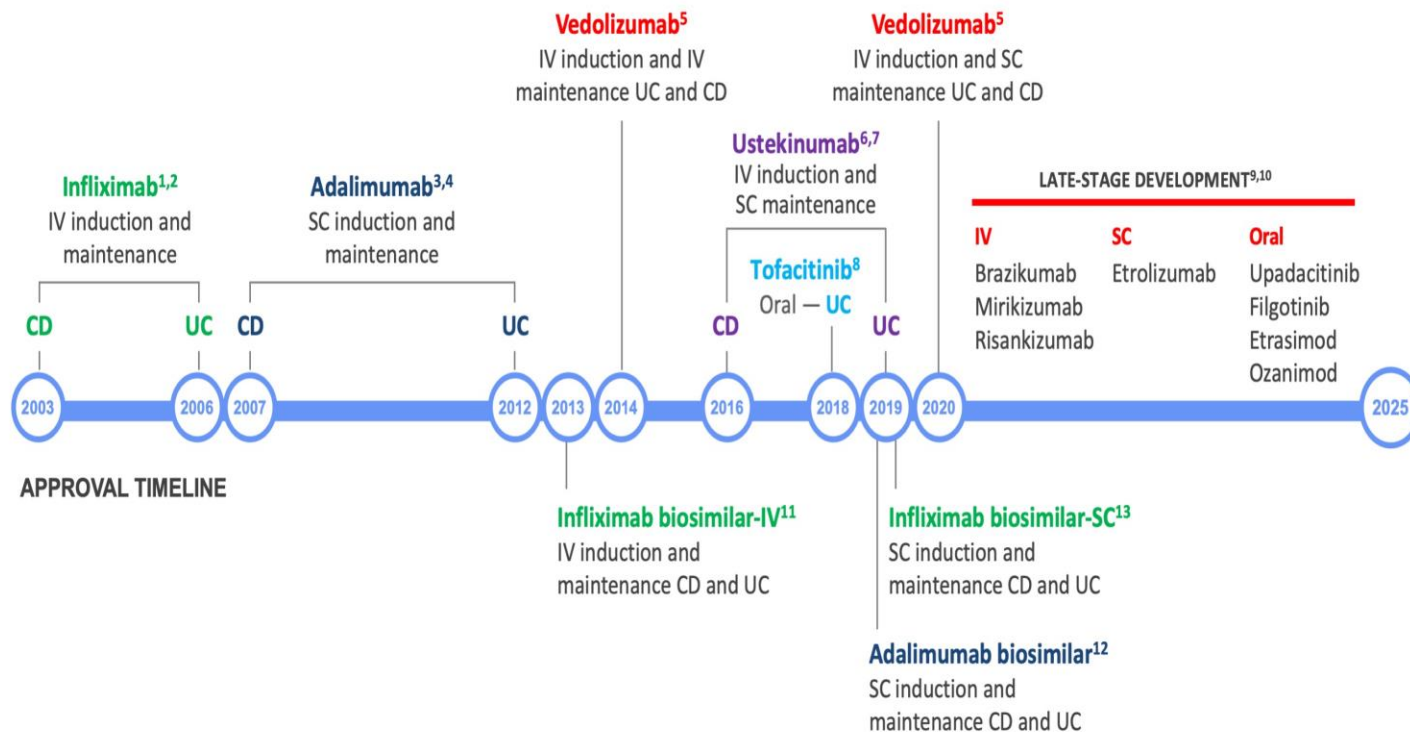 Vedolizumab5
IV induction and IV
maintenance UC and CD
Vedolizumab5
IV induction and SC
maintenance UC and CD
Ustekinumab6,7
IV induction and
SC maintenance
Infliximab1,2
IV induction and
maintenance
Adalimumab3,4
SC induction and
maintenance
LATE-STAGE DEVELOPMENT9,10
IV
Brazikumab
Mirikizumab
Risankizumab
SC
Etrolizumab
Oral
Upadacitinib
Filgotinib
Etrasimod
Ozanimod
Tofacitinib8
Oral — UC
CD
UC
CD
UC
CD
UC
2003
2006
2007
2012
2013
2014
2016
2018
2019
2020
2025
APPROVAL TIMELINE
Infliximab biosimilar-IV11
IV induction and
maintenance CD and UC
Infliximab biosimilar-SC13
SC induction and
maintenance CD and UC
Adalimumab biosimilar12
SC induction and
maintenance CD and UC